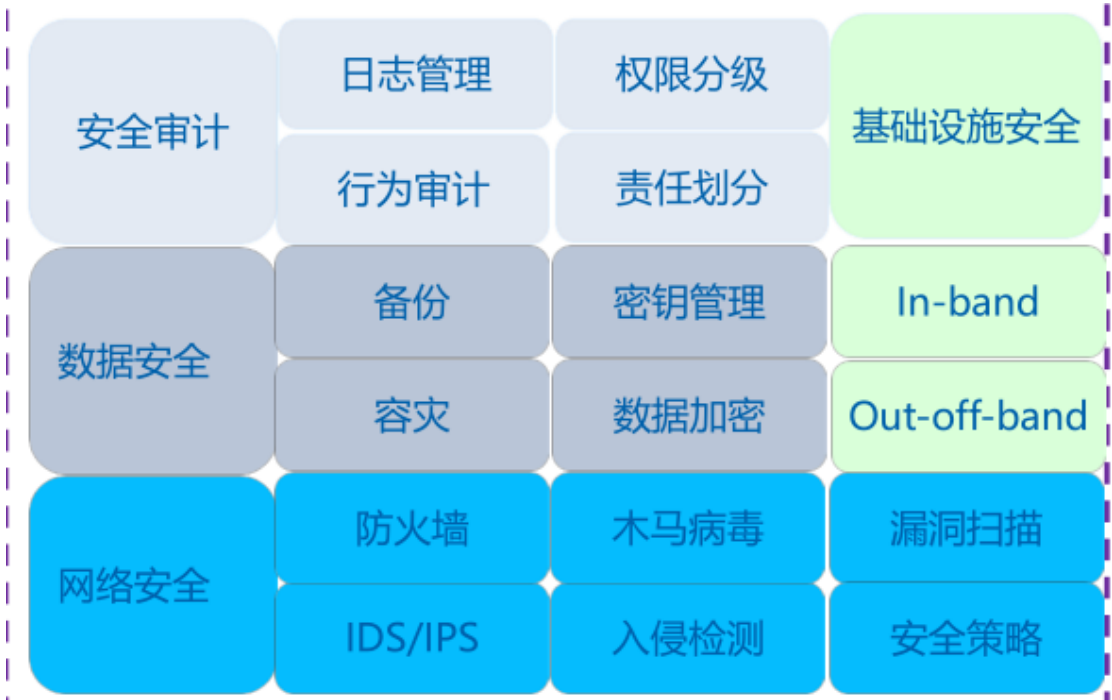 安全审计
日志管理
权限分级
行为审计
责任划分
基础设施安全
数据安全
备份
密钥管理
In-band
容灾
数据加密
Out-off-band
网络安全
防火墙
木马病毒
漏洞扫描
IDS/IPS
入侵检测
安全策略